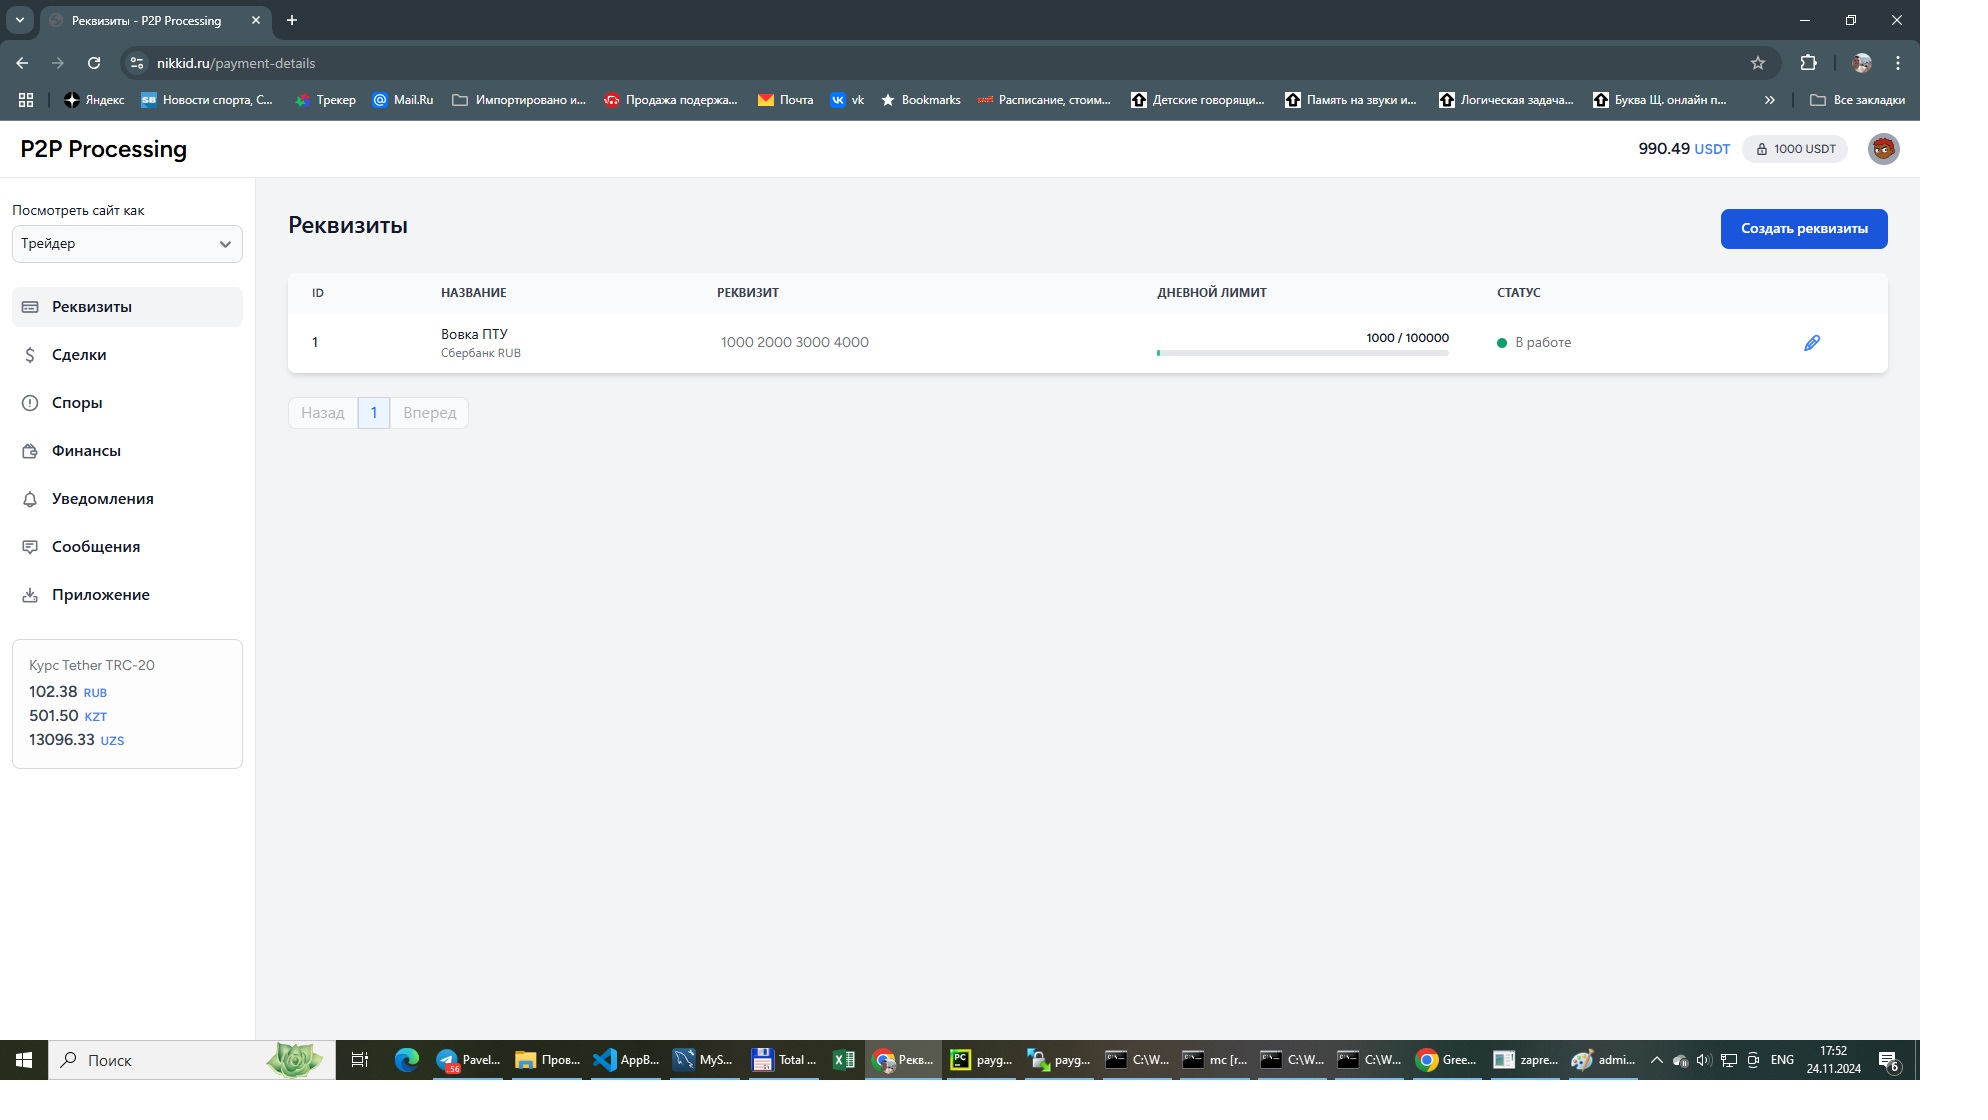 Реквизиты - P2P Processing
nikkid.ru/payment-details
Яндекс
Новости спорта, С...
Трекер
Mail.Ru
Импортировано и...
Продажа подержа...
Почта
vk
Bookmarks
Расписание, стоим...
Детские говорящи...
Память на звуки и...
Логическая задача...
Буква Щ. онлайн п...
Все закладки
P2P Processing
990.49 USDT
1000 USDT
Посмотреть сайт как
Трейдер
Реквизиты
Сделки
Споры
Финансы
Уведомления
Сообщения
Приложение
Курс Tether TRC-20
102.38 RUB
501.50 KZT
13096.33 UZS
Реквизиты
Создать реквизиты
ID НАЗВАНИЕ РЕКВИЗИТ ДНЕВНОЙ ЛИМИТ СТАТУС
1 Вовка ПТУ 1000 2000 3000 4000 1000 / 100000 В работе
Сбербанк RUB
Назад 1 Вперед
Поиск
Pavel...
56
Пров...
AppB...
MyS...
Total ...
Рекв...
payg...
payg...
C:\W...
mc [r...
C:\W...
C:\W...
Gree...
zapre...
admi...
ENG
17:52
24.11.2024
6